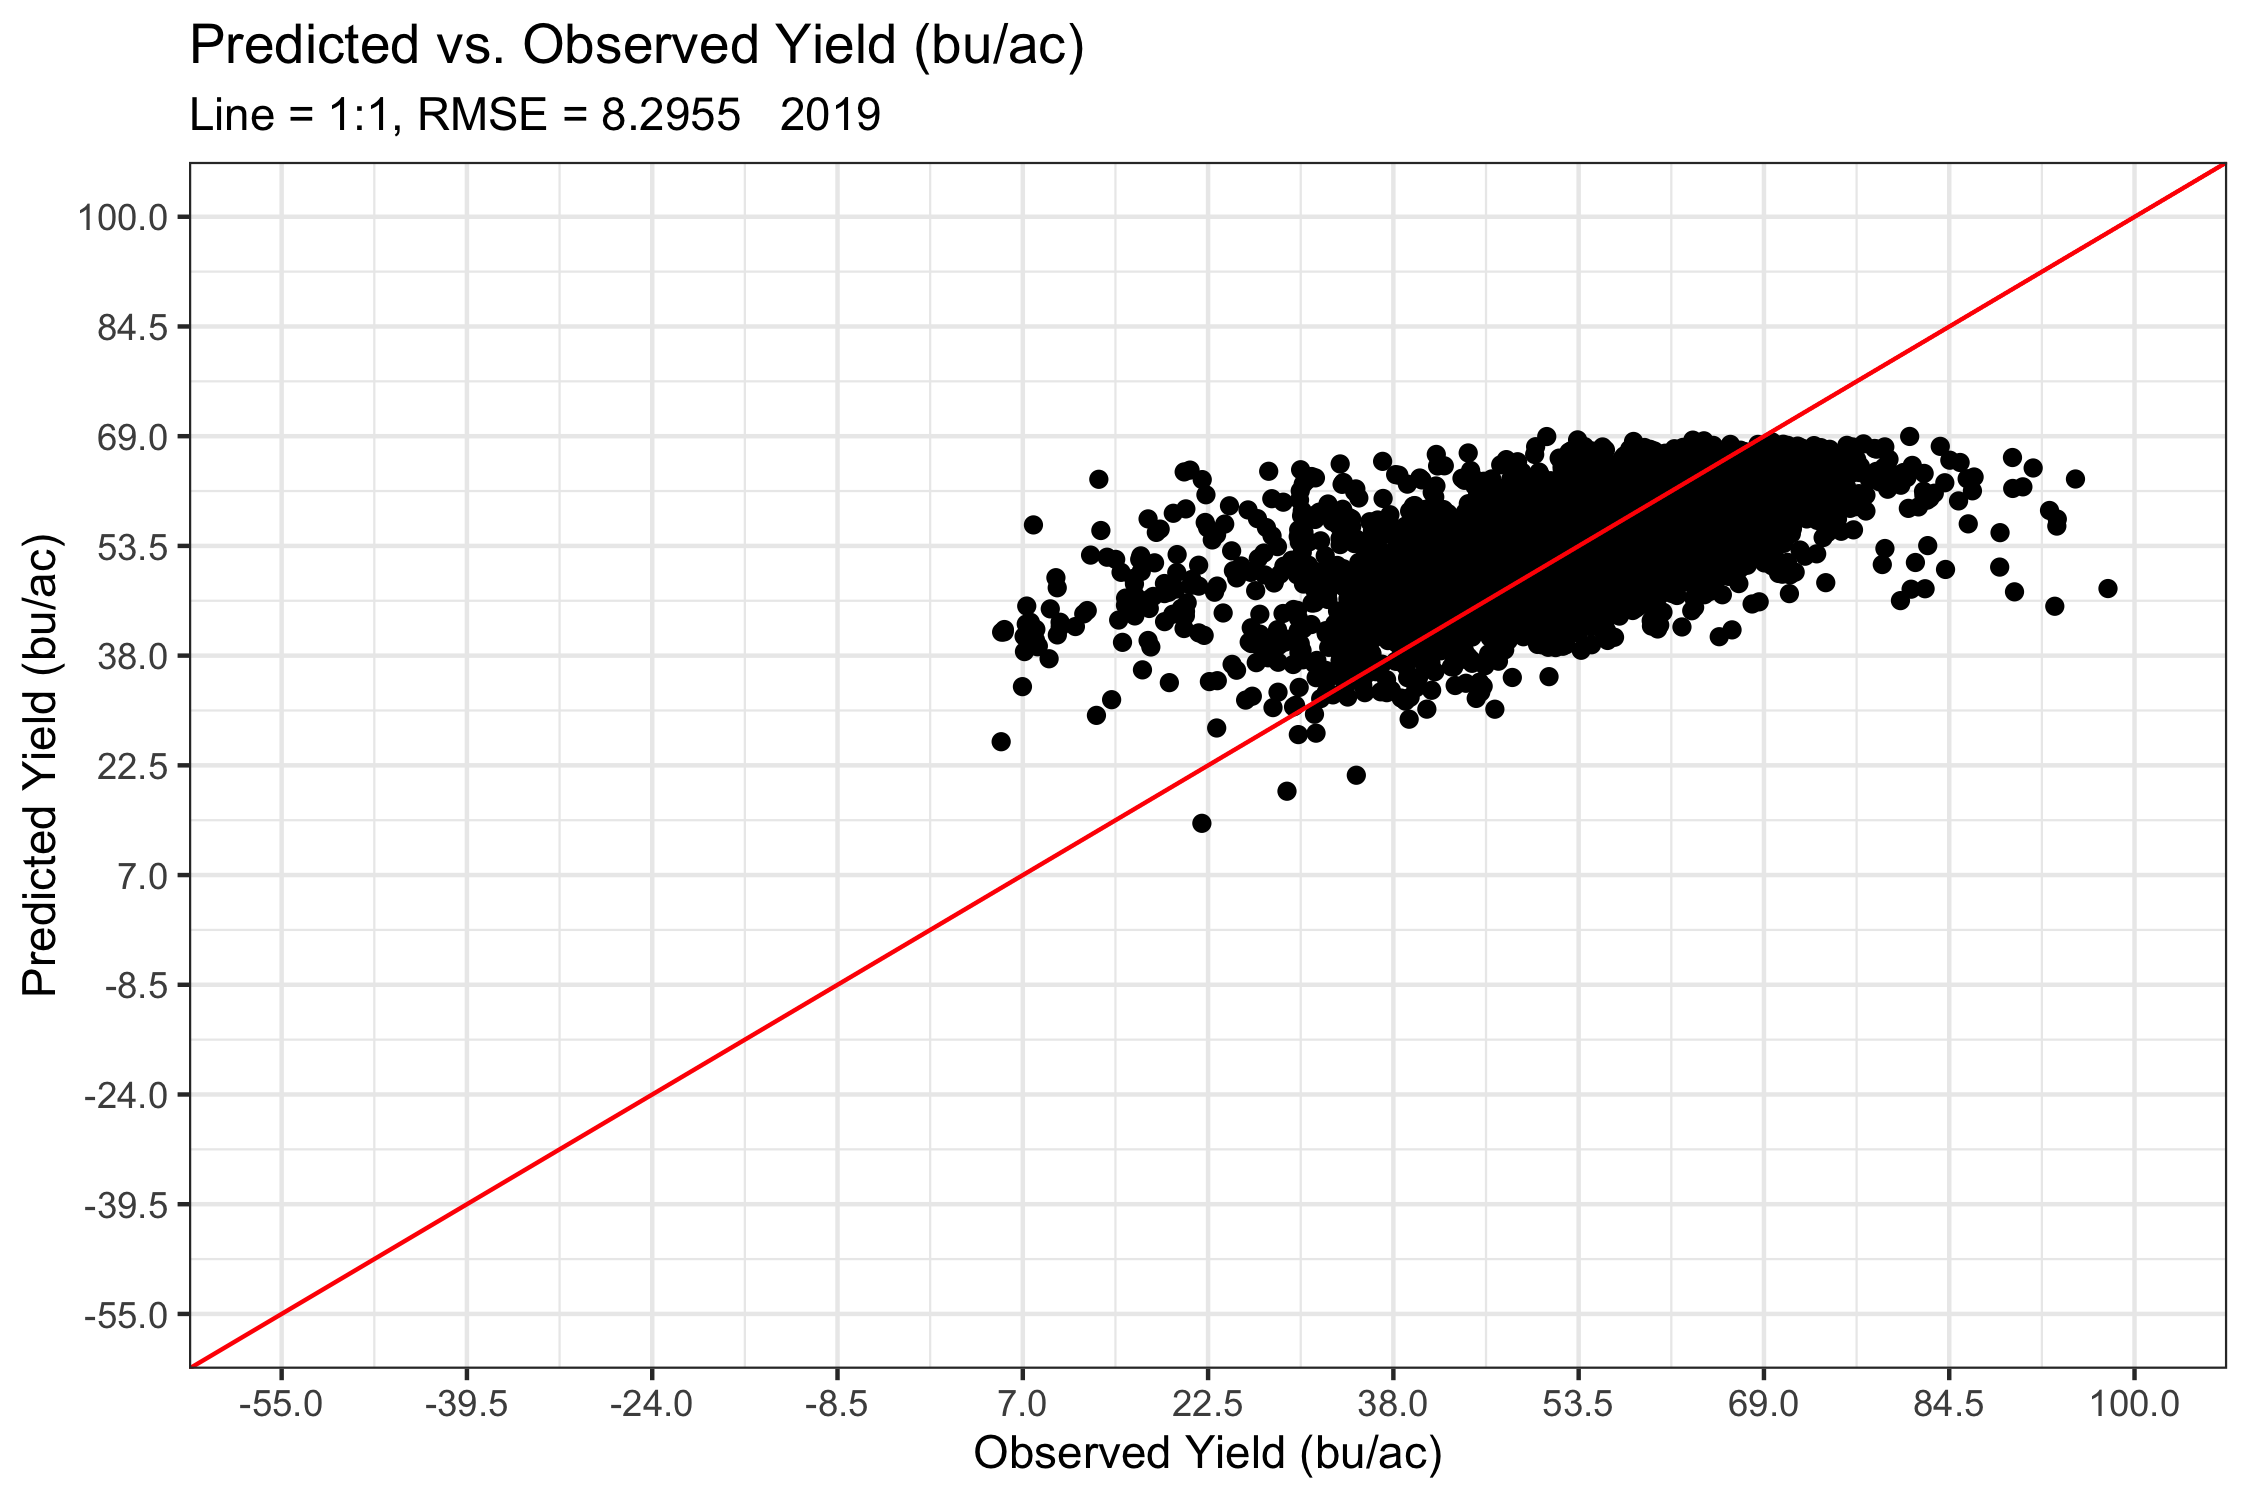 Predicted vs. Observed Yield (bu/ac)
Line = 1:1, RMSE = 8.2955   2019
Predicted Yield (bu/ac)
100.0
84.5
69.0
53.5
38.0
22.5
7.0
-8.5
-24.0
-39.5
-55.0
-55.0 -39.5 -24.0 -8.5 7.0 22.5 38.0 53.5 69.0 84.5 100.0
Observed Yield (bu/ac)